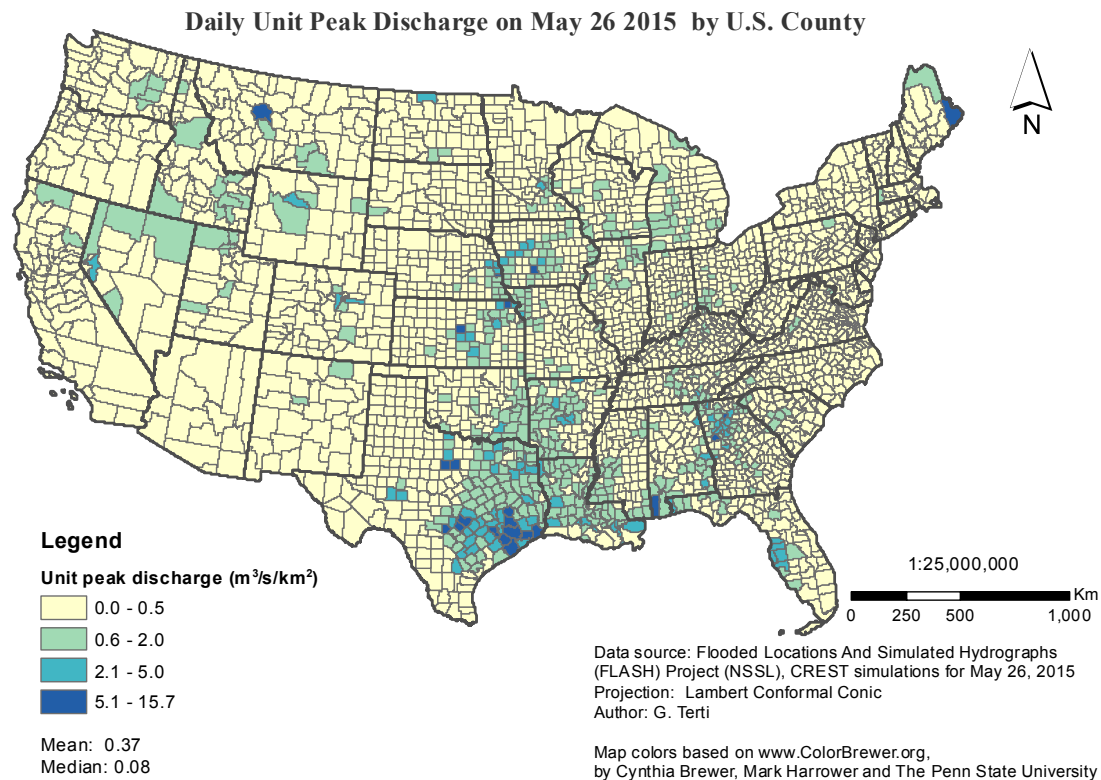 Daily Unit Peak Discharge on May 26 2015 by U.S. County
N
Legend
Unit peak discharge (m³/s/km²)
0.0 - 0.5
0.6 - 2.0
2.1 - 5.0
5.1 - 15.7
Mean: 0.37
Median: 0.08
1:25,000,000
Km
0 250 500 1,000
Data source: Flooded Locations And Simulated Hydrographs
(FLASH) Project (NSSL), CREST simulations for May 26, 2015
Projection: Lambert Conformal Conic
Author: G. Terti
Map colors based on www.ColorBrewer.org,
by Cynthia Brewer, Mark Harrower and The Penn State University